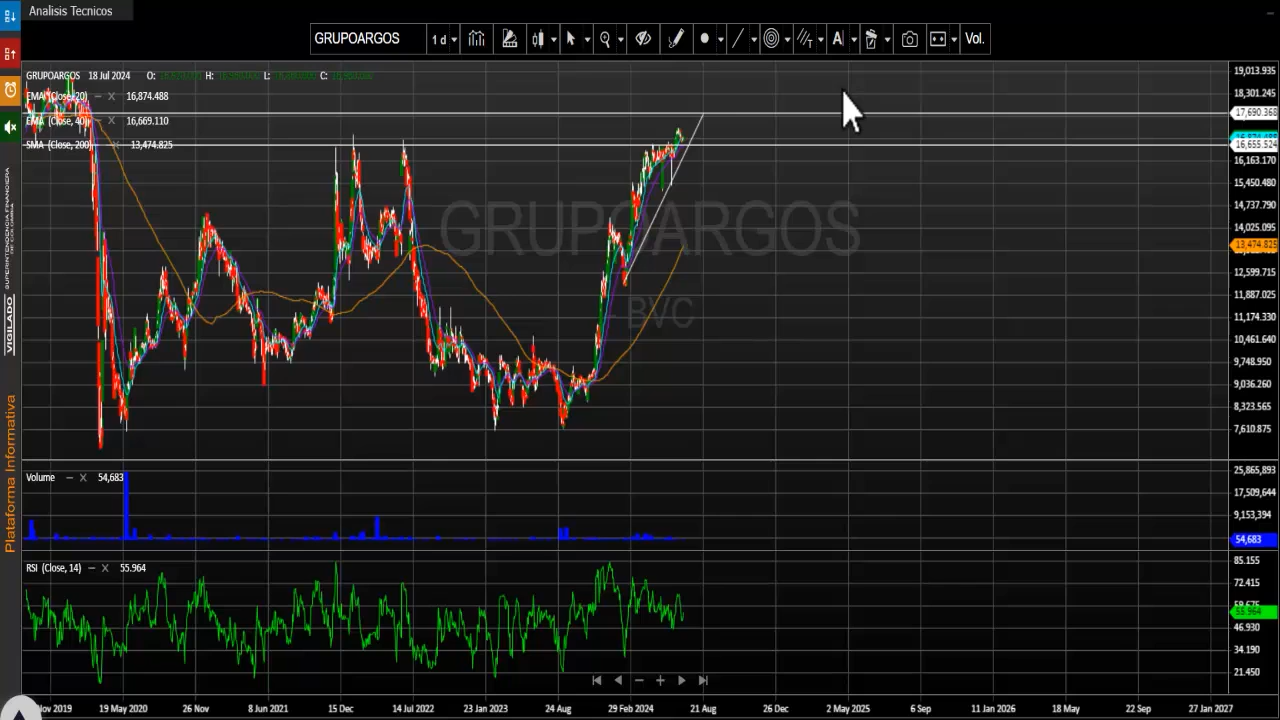 Analisis Tecnicos
GRUPOARGOS
1 d
A
Vol.
GRUPOARGOS 18 Jul 2024 O: H: L: C:
EMA (Close, 20) – X 16,874.488
EMA (Close, 40) – X 16,669.110
SMA (Close, 200) X 13,474.825
GRUPOARGOS
- BVC
19,013.935
18,301.245
17,690.368
16,655.524
16,163.170
15,450.480
14,737.790
14,025.095
13,474.825
12,599.715
11,887.025
11,174.330
10,461.640
9,748.950
9,036.260
8,323.565
7,610.875
Volume – X 54,683
25,865,893
17,509,644
9,153,394
54,683
RSI (Close, 14) – X 55.964
85.155
72.415
55.964
46.930
34.190
21.450
Nov 2019
19 May 2020
26 Nov
8 Jun 2021
15 Dec
14 Jul 2022
23 Jan 2023
24 Aug
29 Feb 2024
21 Aug
26 Dec
2 May 2025
6 Sep
11 Jan 2026
18 May
22 Sep
27 Jan 2027
SUPERINTENDENCIA FINANCIERA
DE COLOMBIA
VIGILADO
Plataforma Informativa